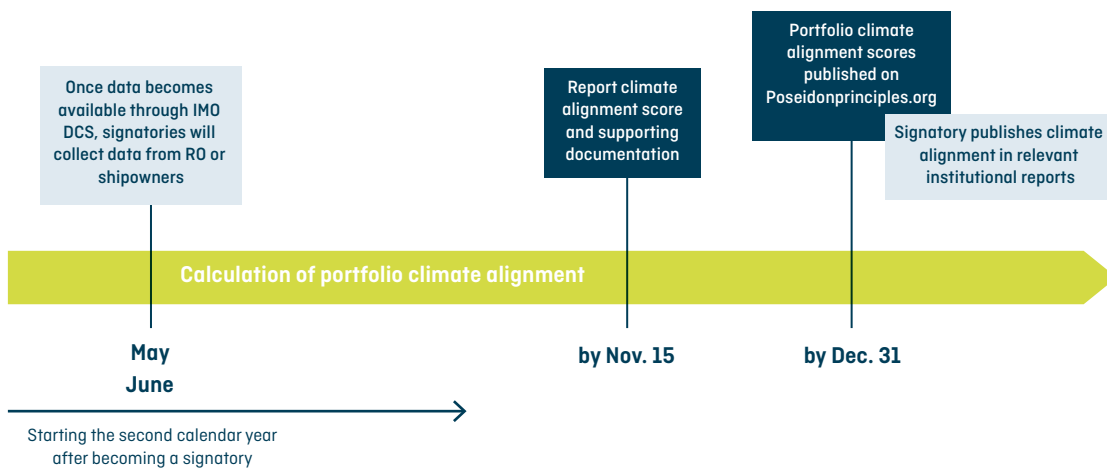 Once data becomes
available through IMO
DCS, signatories will
collect data from RO or
shipowners
Report climate
alignment score
and supporting
documentation
Portfolio climate
alignment scores
published on
Poseidonprinciples.org
Signatory publishes climate
alignment in relevant
institutional reports
Calculation of portfolio climate alignment
May
June
by Nov. 15
by Dec. 31
Starting the second calendar year
after becoming a signatory